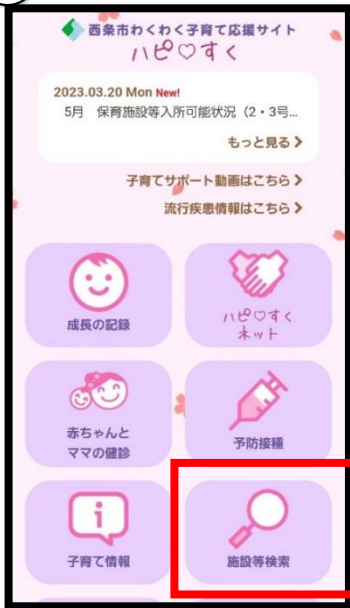 西条市わくわく子育て応援サイト
ハピ♡すく
2023.03.20 Mon New!
5月 保育施設等入所可能状況（2・3号...
もっと見る >
子育てサポート動画はこちら >
流行疾患情報はこちら >
成長の記録
ハピ♡すく
ネット
赤ちゃんと
ママの健診
予防接種
子育て情報
施設等検索